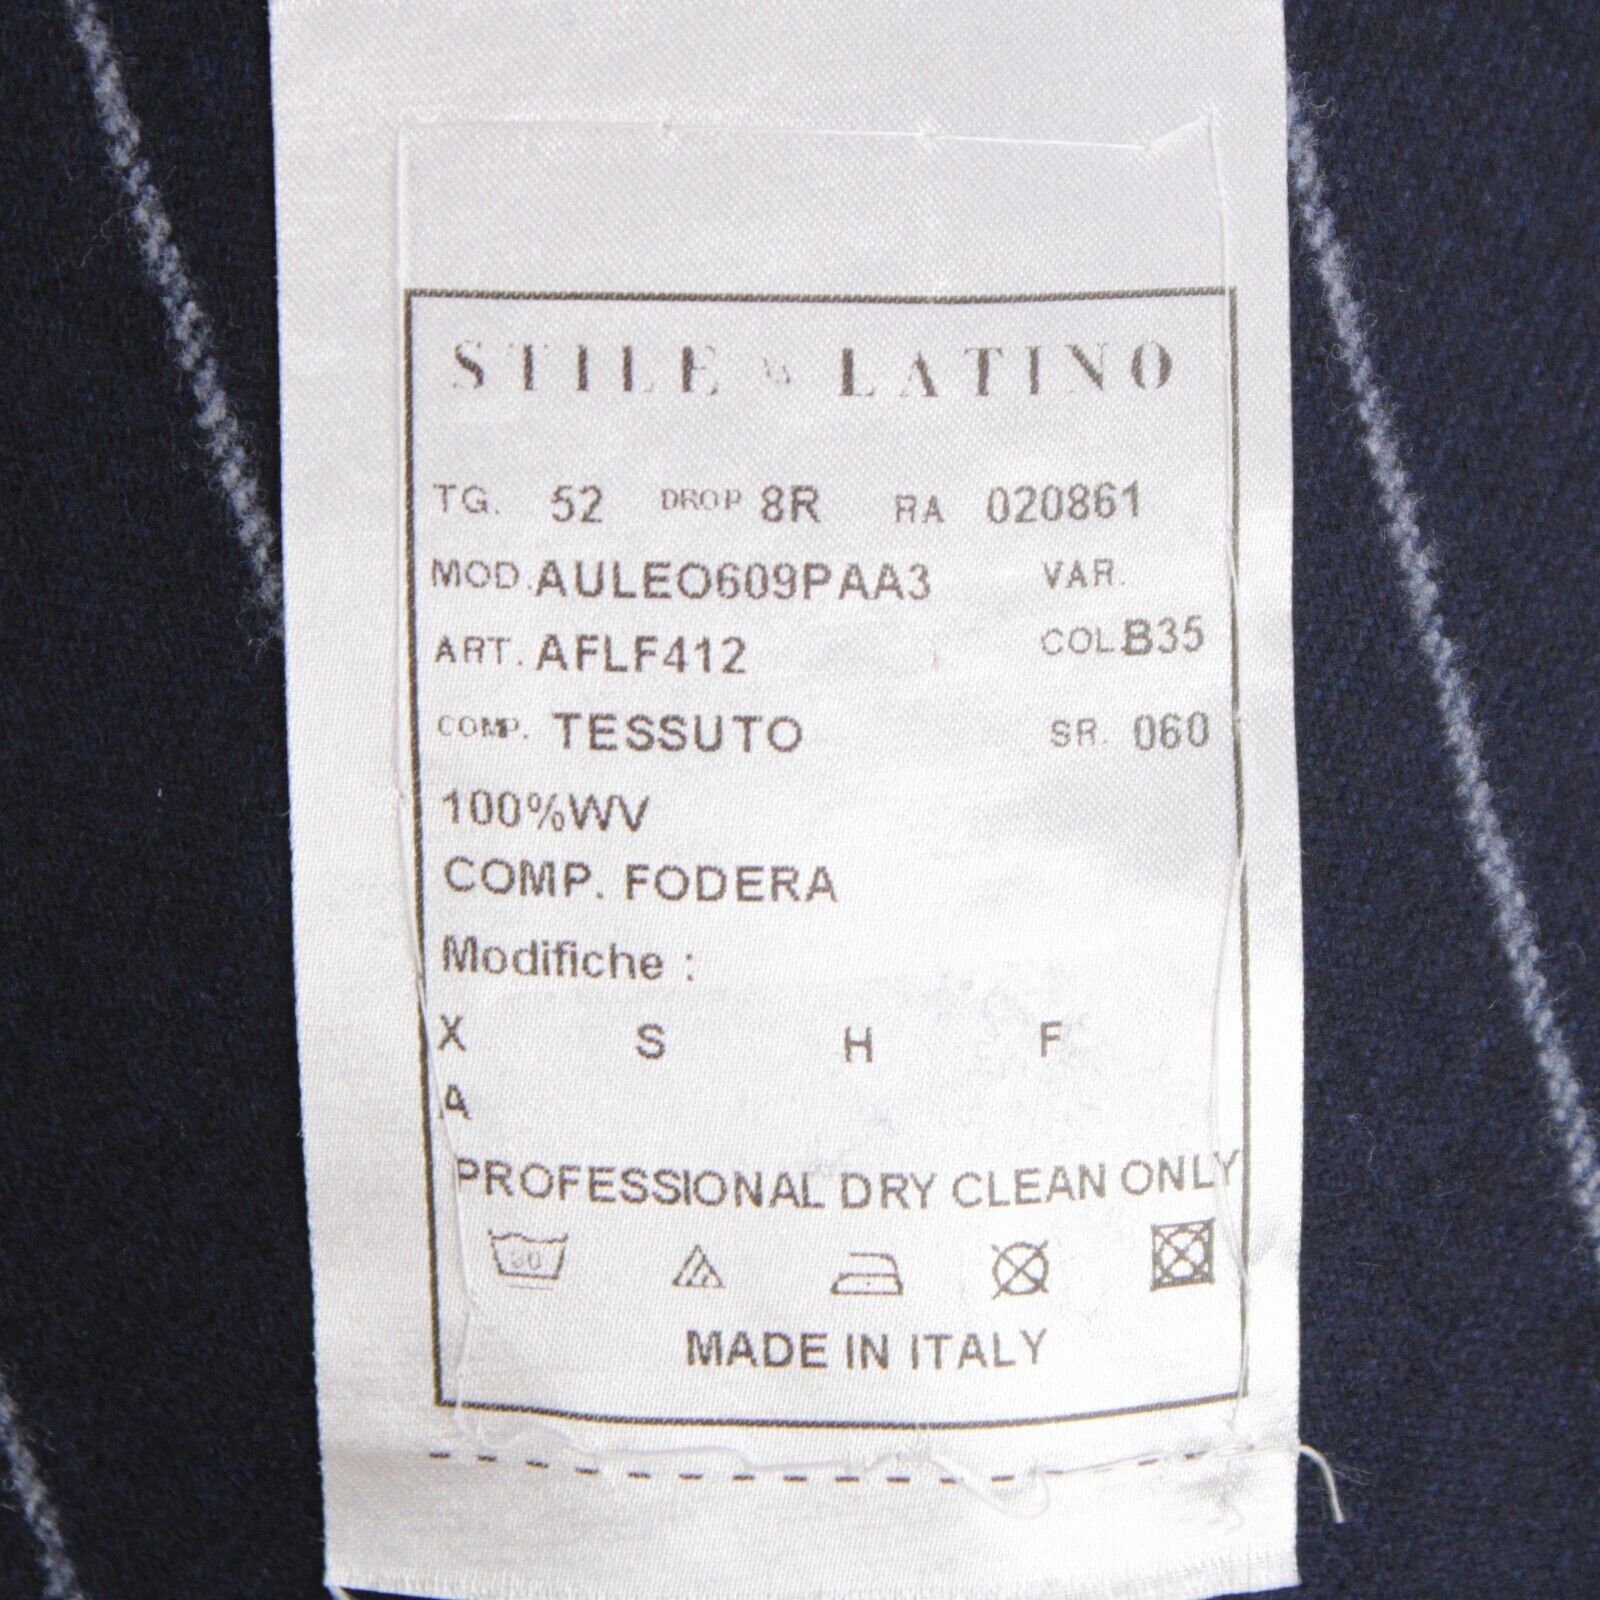 STILE LATINO
TG. 52 DROP 8R RA 020861
MOD. AULEO609PAA3 VAR.
ART. AFLF412 COL. B35
COMP. TESSUTO SR. 060
100%WV
COMP. FODERA
Modifiche :
X S H F
A
PROFESSIONAL DRY CLEAN ONLY
30
MADE IN ITALY